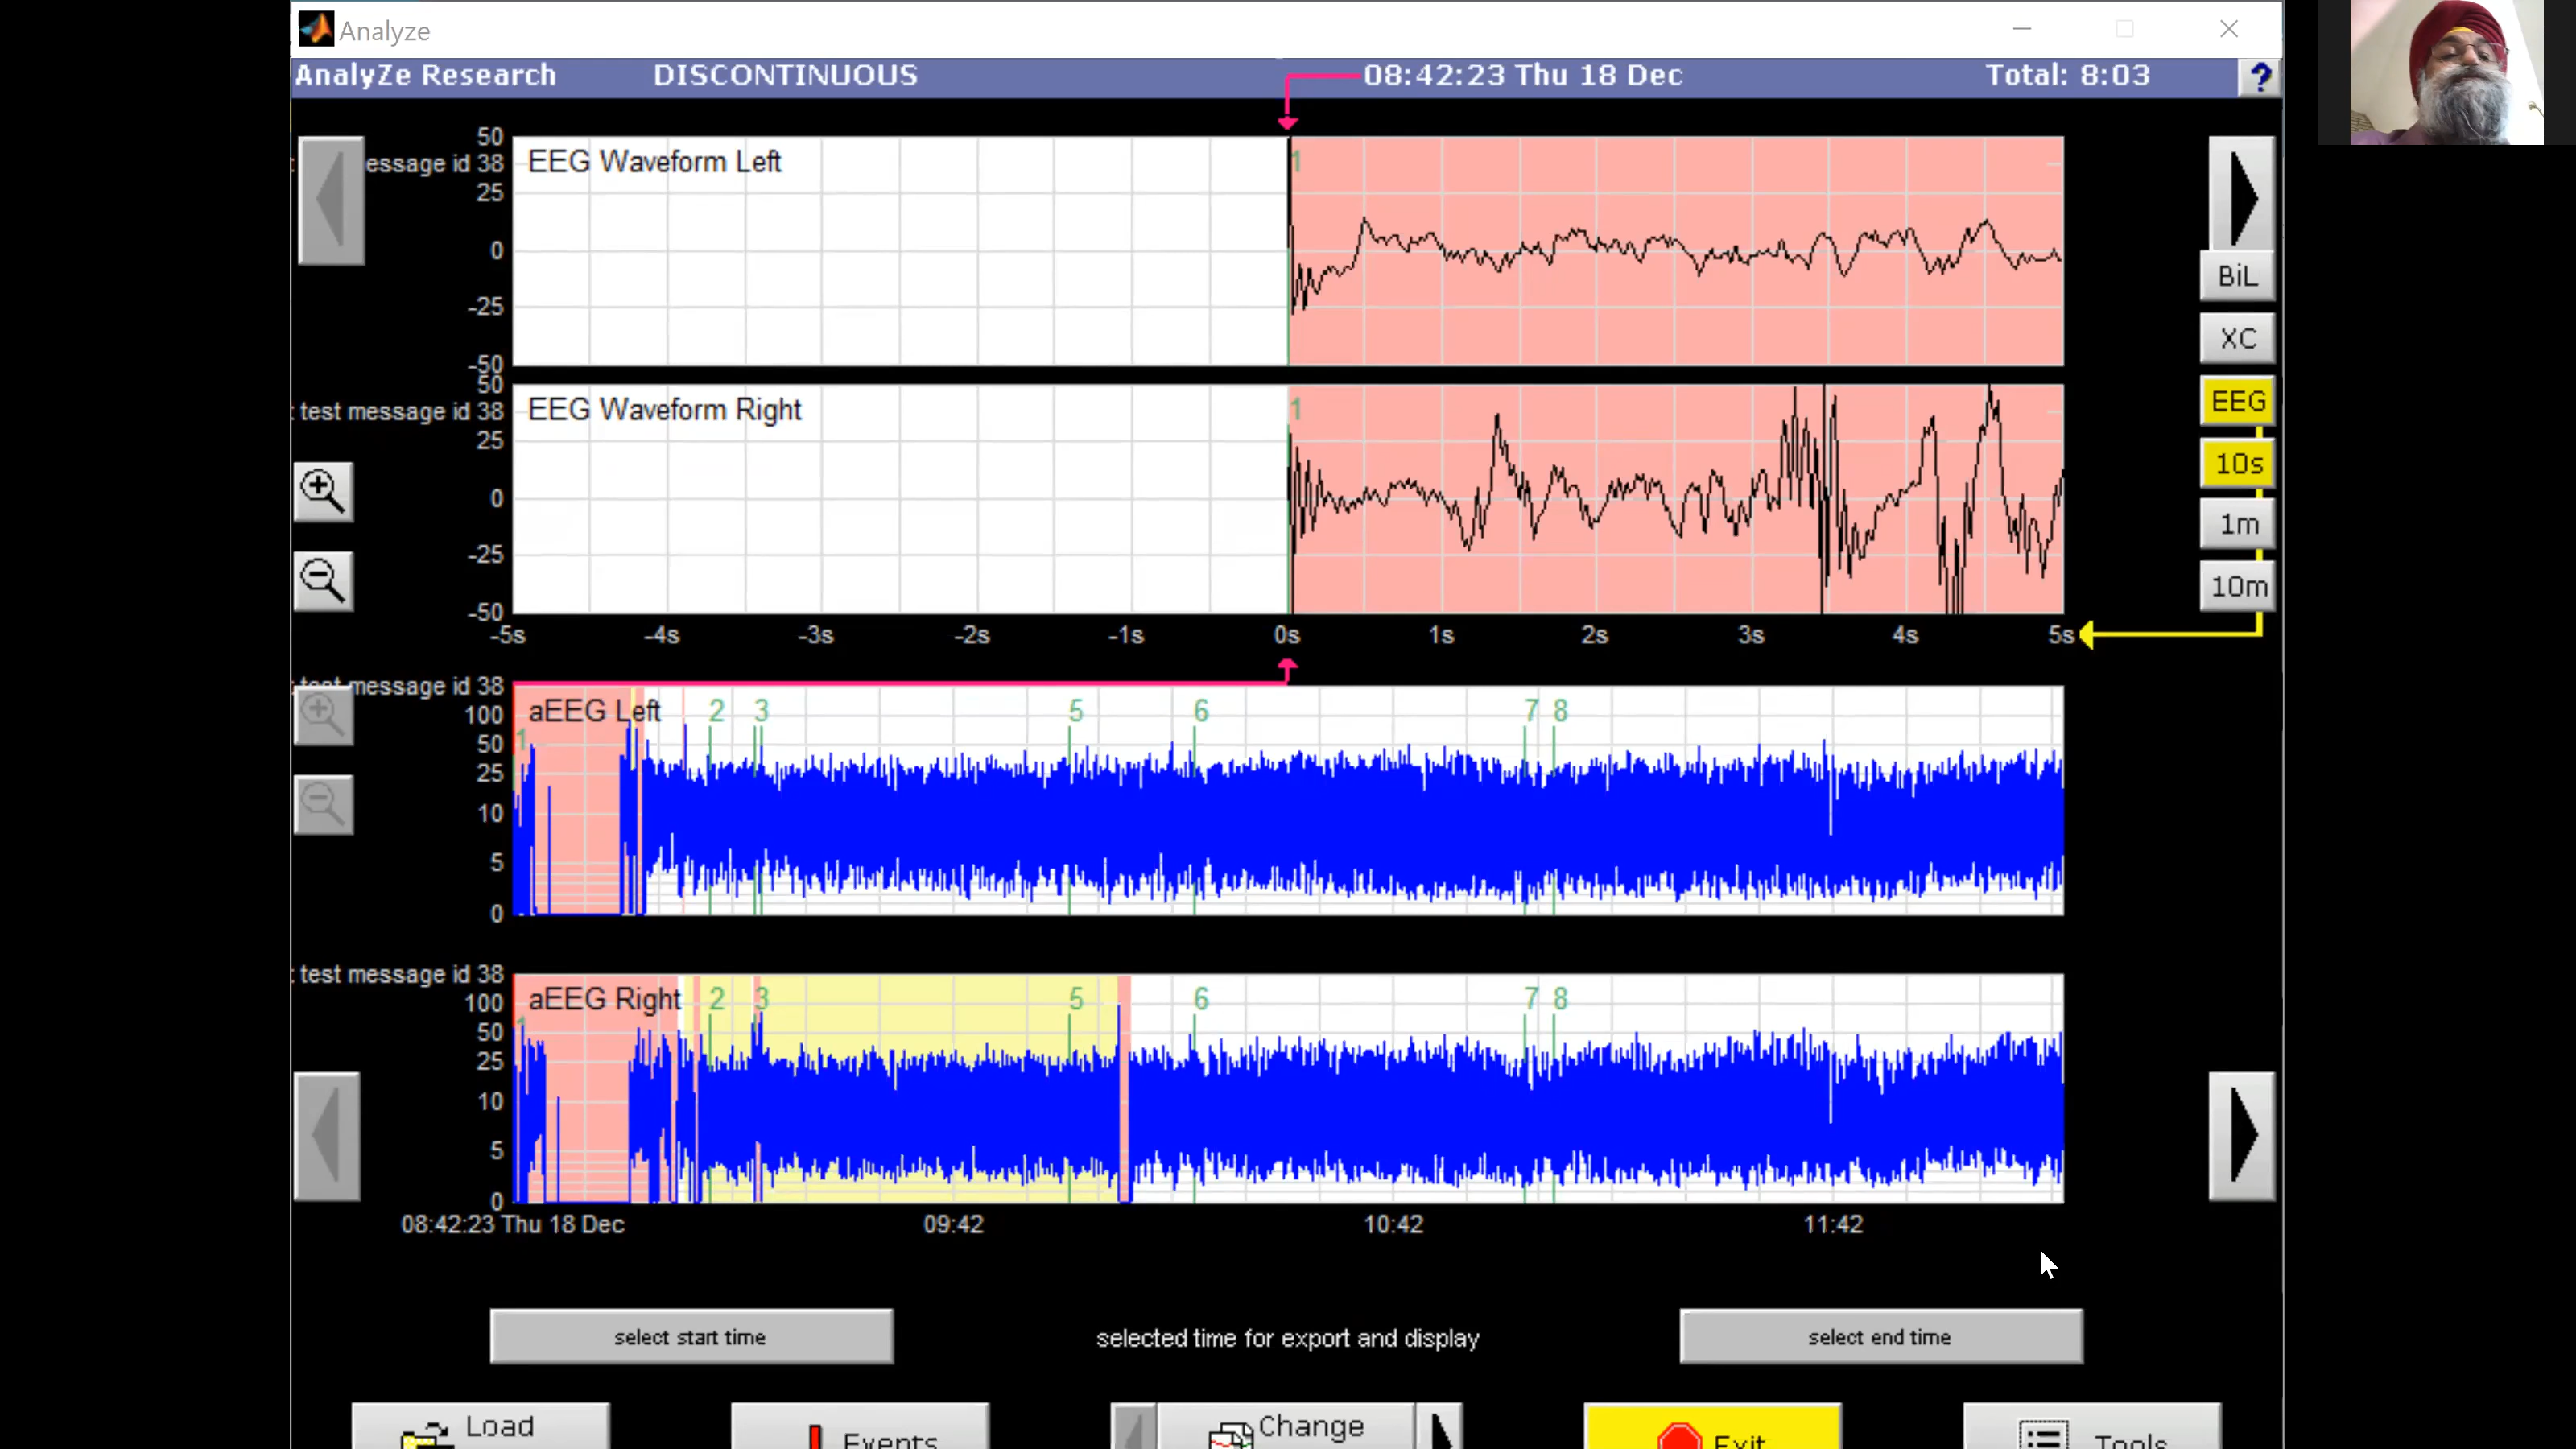 Analyze
AnalyZe Research DISCONTINUOUS 08:42:23 Thu 18 Dec Total: 8:03 ?
50
essage id 38 EEG Waveform Left 1
25
0
-25
-50
BiL
XC
EEG
10s
1m
10m
50
: test message id 38 EEG Waveform Right 1
25
0
-25
-50
-5s -4s -3s -2s -1s 0s 1s 2s 3s 4s 5s
: test message id 38
aEEG Left 1 2 3 5 6 7 8
100
50
25
10
5
0
: test message id 38
aEEG Right 1 2 3 5 6 7 8
100
50
25
10
5
0
08:42:23 Thu 18 Dec 09:42 10:42 11:42
select start time selected time for export and display select end time
Load Events Change Exit Tools